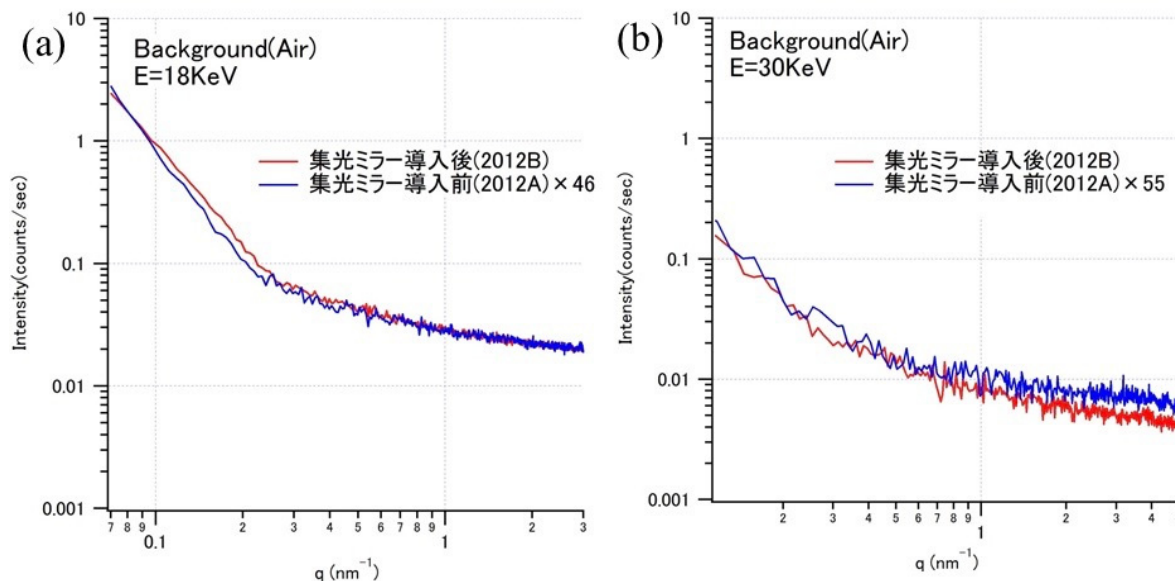 (a)
Background(Air)
E=18KeV
集光ミラー導入後(2012B)
集光ミラー導入前(2012A)×46
Intensity(counts/sec)
10
1
0.1
0.01
0.001
7 8 9 2 3 4 5 6 7 8 9 2 3
0.1 1
q (nm⁻¹)
(b)
Background(Air)
E=30KeV
集光ミラー導入後(2012B)
集光ミラー導入前(2012A)×55
Intensity(counts/sec)
10
1
0.1
0.01
0.001
2 3 4 5 6 7 8 9 2 3 4
1
q (nm⁻¹)